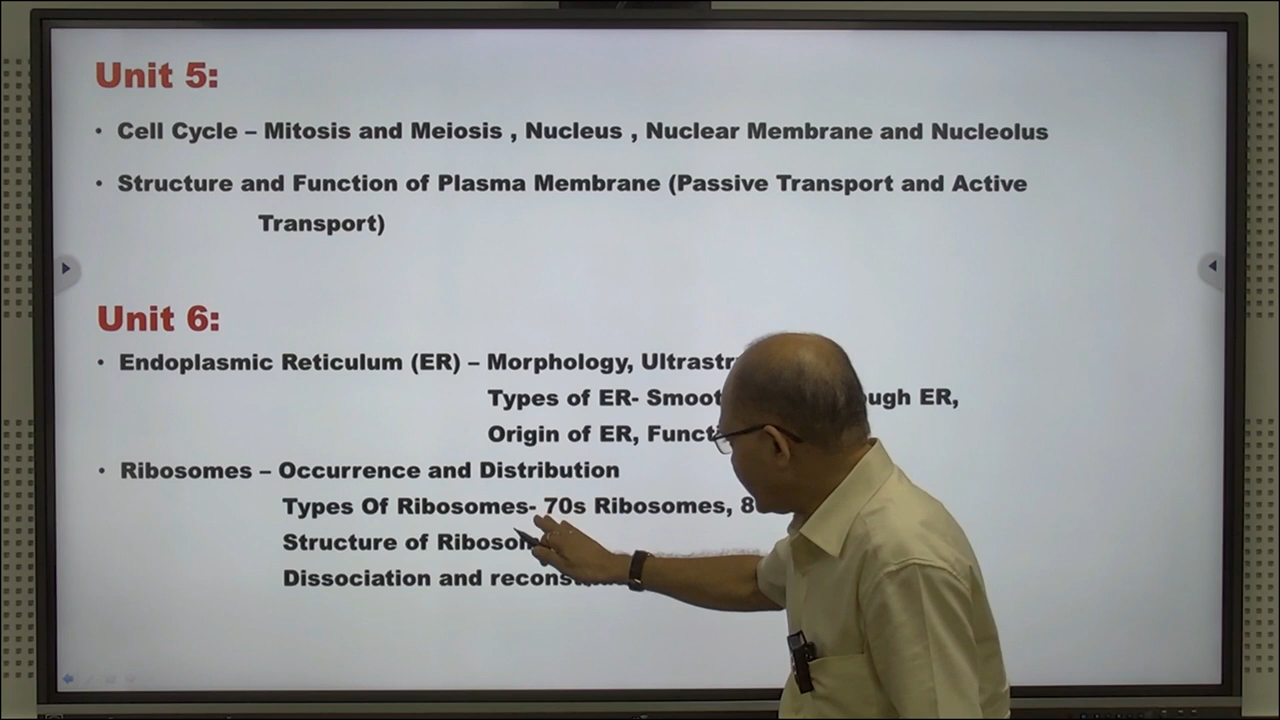 Unit 5:
• Cell Cycle – Mitosis and Meiosis , Nucleus , Nuclear Membrane and Nucleolus
• Structure and Function of Plasma Membrane (Passive Transport and Active
Transport)
Unit 6:
• Endoplasmic Reticulum (ER) – Morphology,
Types of ER- ER,
Origin of ER,
• Ribosomes – Occurrence and Distribution
Types Of Ribosomes- 70s Ribosomes,
Structure of
Dissociation and